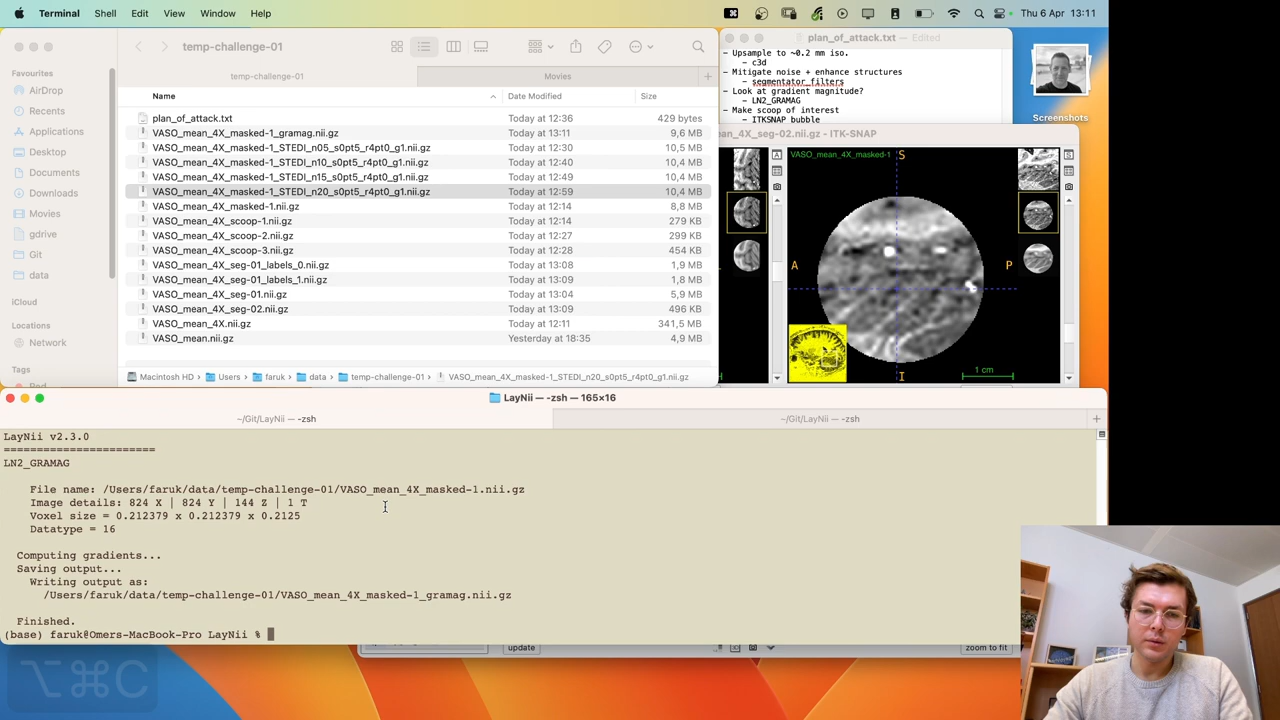 Terminal Shell Edit View Window Help Thu 6 Apr 13:11
temp-challenge-01
temp-challenge-01 Movies +
Favourites
AirDrop
Recents
Applications
Desktop
Documents
Downloads
Movies
gdrive
Git
data
iCloud
Locations
Network
Tags
Name Date Modified Size
plan_of_attack.txt Today at 12:36 429 bytes
VASO_mean_4X_masked-1_gramag.nii.gz Today at 13:11 9,6 MB
VASO_mean_4X_masked-1_STEDI_n05_s0pt5_r4pt0_g1.nii.gz Today at 12:30 10,5 MB
VASO_mean_4X_masked-1_STEDI_n10_s0pt5_r4pt0_g1.nii.gz Today at 12:40 10,4 MB
VASO_mean_4X_masked-1_STEDI_n15_s0pt5_r4pt0_g1.nii.gz Today at 12:49 10,4 MB
VASO_mean_4X_masked-1_STEDI_n20_s0pt5_r4pt0_g1.nii.gz Today at 12:59 10,4 MB
VASO_mean_4X_masked-1.nii.gz Today at 12:14 8,8 MB
VASO_mean_4X_scoop-1.nii.gz Today at 12:14 279 KB
VASO_mean_4X_scoop-2.nii.gz Today at 12:27 299 KB
VASO_mean_4X_scoop-3.nii.gz Today at 12:28 454 KB
VASO_mean_4X_seg-01_labels_0.nii.gz Today at 13:08 1,9 MB
VASO_mean_4X_seg-01_labels_1.nii.gz Today at 13:09 1,8 MB
VASO_mean_4X_seg-01.nii.gz Today at 13:04 5,9 MB
VASO_mean_4X_seg-02.nii.gz Today at 13:09 496 KB
VASO_mean_4X.nii.gz Today at 12:11 341,5 MB
VASO_mean.nii.gz Yesterday at 18:35 4,9 MB
Macintosh HD › Users › faruk › data › temp-challenge-01 › VASO_mean_4X_masked-1_STEDI_n20_s0pt5_r4pt0_g1.nii.gz
plan_of_attack.txt — Edited
- Upsample to ~0.2 mm iso.
- c3d
- Mitigate noise + enhance structures
- segmentator_filters
- Look at gradient magnitude?
- LN2_GRAMAG
- Make scoop of interest
- ITKSNAP bubble
Screenshots
an_4X_seg-02.nii.gz - ITK-SNAP
VASO_mean_4X_masked-1
S
A
P
I
1 cm
A
S
LayNii — -zsh — 165×16
~/Git/LayNii — -zsh ~/Git/LayNii — -zsh +
LayNii v2.3.0
=======================
LN2_GRAMAG
File name: /Users/faruk/data/temp-challenge-01/VASO_mean_4X_masked-1.nii.gz
Image details: 824 X | 824 Y | 144 Z | 1 T
Voxel size = 0.212379 x 0.212379 x 0.2125
Datatype = 16
Computing gradients...
Saving output...
Writing output as:
/Users/faruk/data/temp-challenge-01/VASO_mean_4X_masked-1_gramag.nii.gz
Finished.
(base) faruk@Omers-MacBook-Pro LayNii %
update
zoom to fit
⌥⌘C